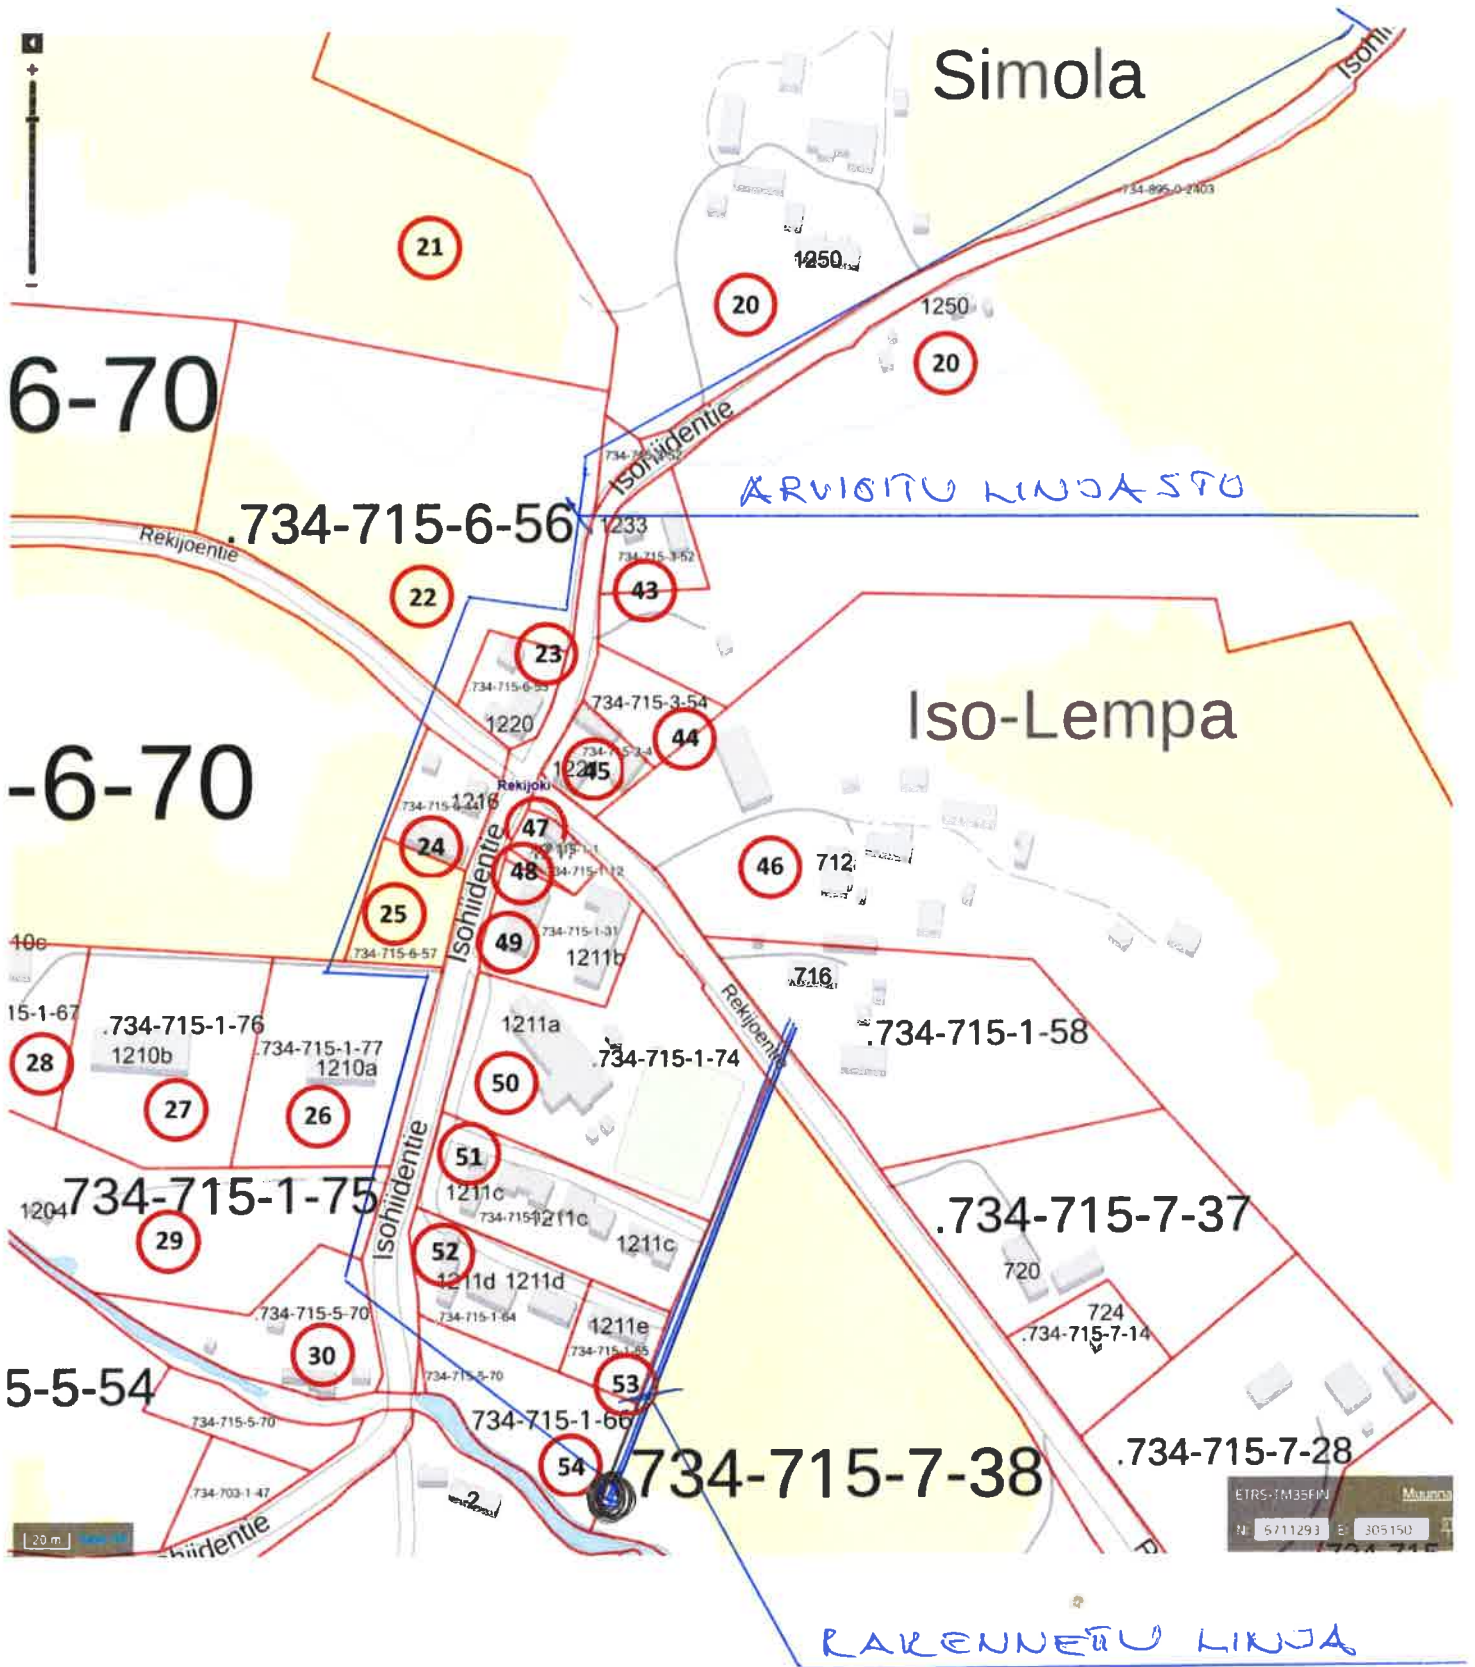 Simola
Isohii
734-895-0-2403
21
1250
20
1250
20
6-70
Isohiidentie
ARVIOITU LINJASTO
.734-715-6-56
1233
Rekijoentie
734-715-3-52
22
43
23
.734-715-6-55
734-715-3-54
Iso-Lempa
1220
44
734-715-3-4
45
-6-70
Rekijoki
1216
47
24
46
712
48
734-715-1-12
Isohiidentie
25
49
734-715-1-31
10c
734-715-6-57
1211b
716
Rekijoentie
15-1-67
.734-715-1-76
1211a
.734-715-1-58
1210b
.734-715-1-77
.734-715-1-74
28
1210a
50
27
26
51
Isohiidentie
1211c
1204
734-715-1-75
1211c
.734-715-7-37
29
52
1211c
1211d
1211d
720
.734-715-5-70
.734-715-1-64
1211e
724
.734-715-7-14
30
734-715-1-65
5-5-54
734-715-5-70
53
734-715-5-70
.734-715-1-66
.734-715-7-28
54
734-715-7-38
.734-703-1-47
2
ETRS-TM35FIN
Muunna
N: 6711293 E: 305150
20 m
hiidentie
RAKENNETTU LINJA